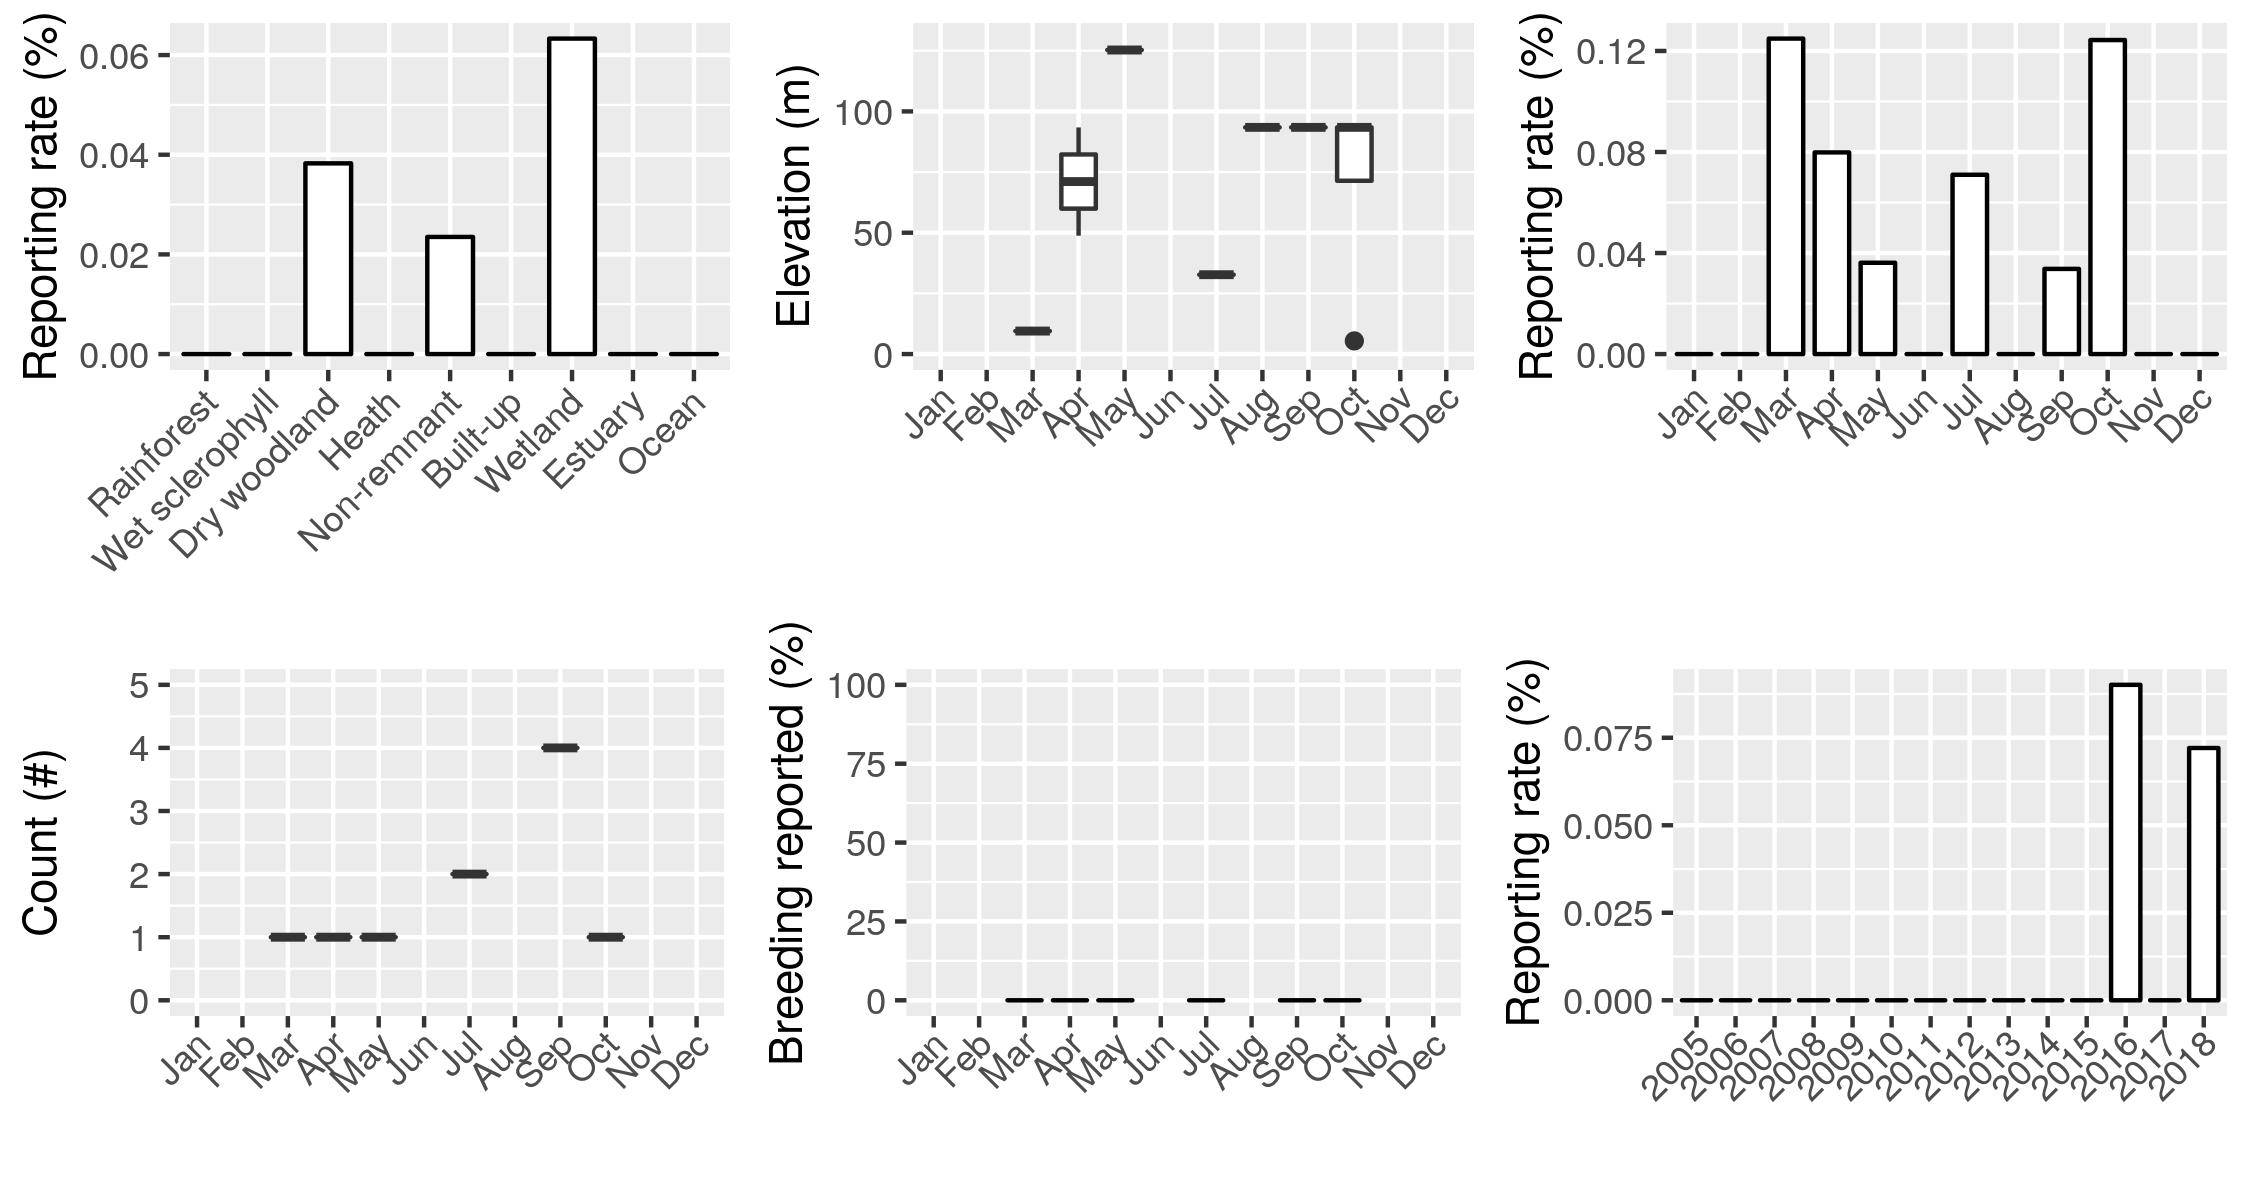 Reporting rate (%)
0.06
0.04
0.02
0.00
Rainforest
Wet sclerophyll
Dry woodland
Heath
Non-remnant
Built-up
Wetland
Estuary
Ocean
Elevation (m)
100
50
0
Jan
Feb
Mar
Apr
May
Jun
Jul
Aug
Sep
Oct
Nov
Dec
Reporting rate (%)
0.12
0.08
0.04
0.00
Jan
Feb
Mar
Apr
May
Jun
Jul
Aug
Sep
Oct
Nov
Dec
Count (#)
5
4
3
2
1
0
Jan
Feb
Mar
Apr
May
Jun
Jul
Aug
Sep
Oct
Nov
Dec
Breeding reported (%)
100
75
50
25
0
Jan
Feb
Mar
Apr
May
Jun
Jul
Aug
Sep
Oct
Nov
Dec
Reporting rate (%)
0.075
0.050
0.025
0.000
2005
2006
2007
2008
2009
2010
2011
2012
2013
2014
2015
2016
2017
2018